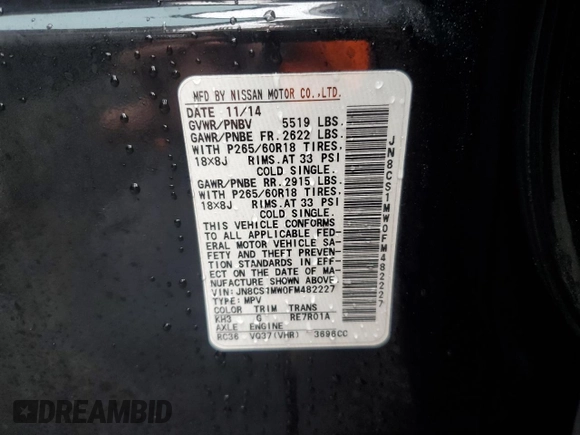 MFD BY NISSAN MOTOR CO.,LTD.
DATE 11/14
GVWR/PNBV 5519 LBS.
GAWR/PNBE FR. 2622 LBS.
WITH P265/60R18 TIRES.
18×8J RIMS.AT 33 PSI
COLD SINGLE.
GAWR/PNBE RR. 2915 LBS.
WITH P265/60R18 TIRES.
18×8J RIMS.AT 33 PSI
COLD SINGLE.
THIS VEHICLE CONFORMS
TO ALL APPLICABLE FED-
ERAL MOTOR VEHICLE SA-
FETY AND THEFT PREVENTI-
ON STANDARDS IN EFF-
ECT ON THE DATE OF MA-
NUFACTURE SHOWN ABOVE.
VIN: JN8CS1MW0FM482227
TYPE: MPV
COLOR TRIM TRANS
KH3 G RE7R01A
AXLE ENGINE
RC36 VQ37(VHR) 3696CC
JN8CS1MW0FM482227
DREAMBID